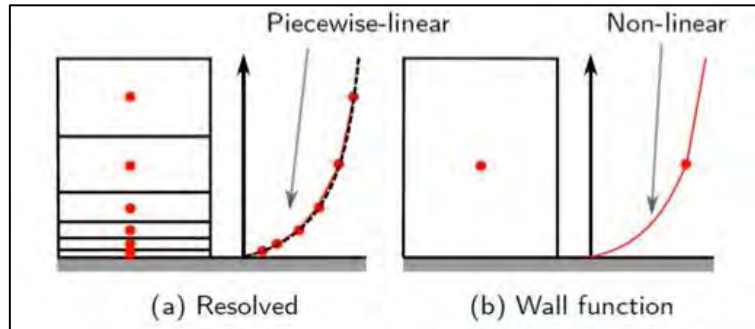 Piecewise-linear
Non-linear
(a) Resolved
(b) Wall function